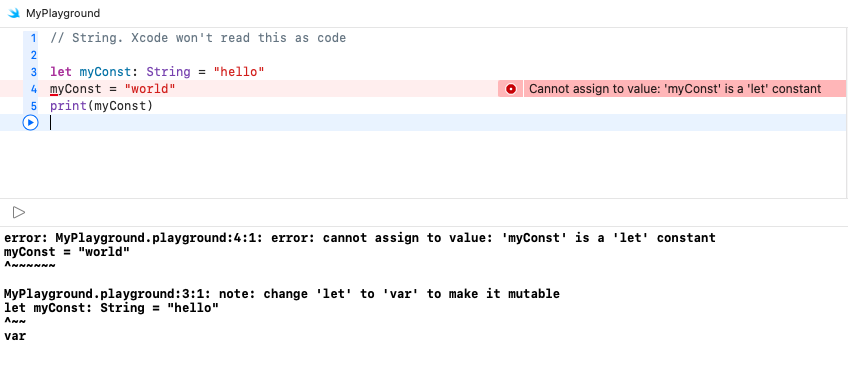 MyPlayground
1 // String. Xcode won't read this as code
2
3 let myConst: String = "hello"
4 myConst = "world" Cannot assign to value: 'myConst' is a 'let' constant
5 print(myConst)
error: MyPlayground.playground:4:1: error: cannot assign to value: 'myConst' is a 'let' constant
myConst = "world"
^~~~~~~
MyPlayground.playground:3:1: note: change 'let' to 'var' to make it mutable
let myConst: String = "hello"
^~~
var